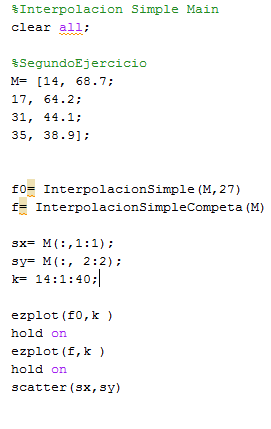 %Interpolacion Simple Main
clear all;
%SegundoEjercicio
M= [14, 68.7;
17, 64.2;
31, 44.1;
35, 38.9];
f0= InterpolacionSimple(M,27)
f= InterpolacionSimpleCompeta(M)
sx= M(:,1:1);
sy= M(:, 2:2);
k= 14:1:40;
ezplot(f0,k )
hold on
ezplot(f,k )
hold on
scatter(sx,sy)